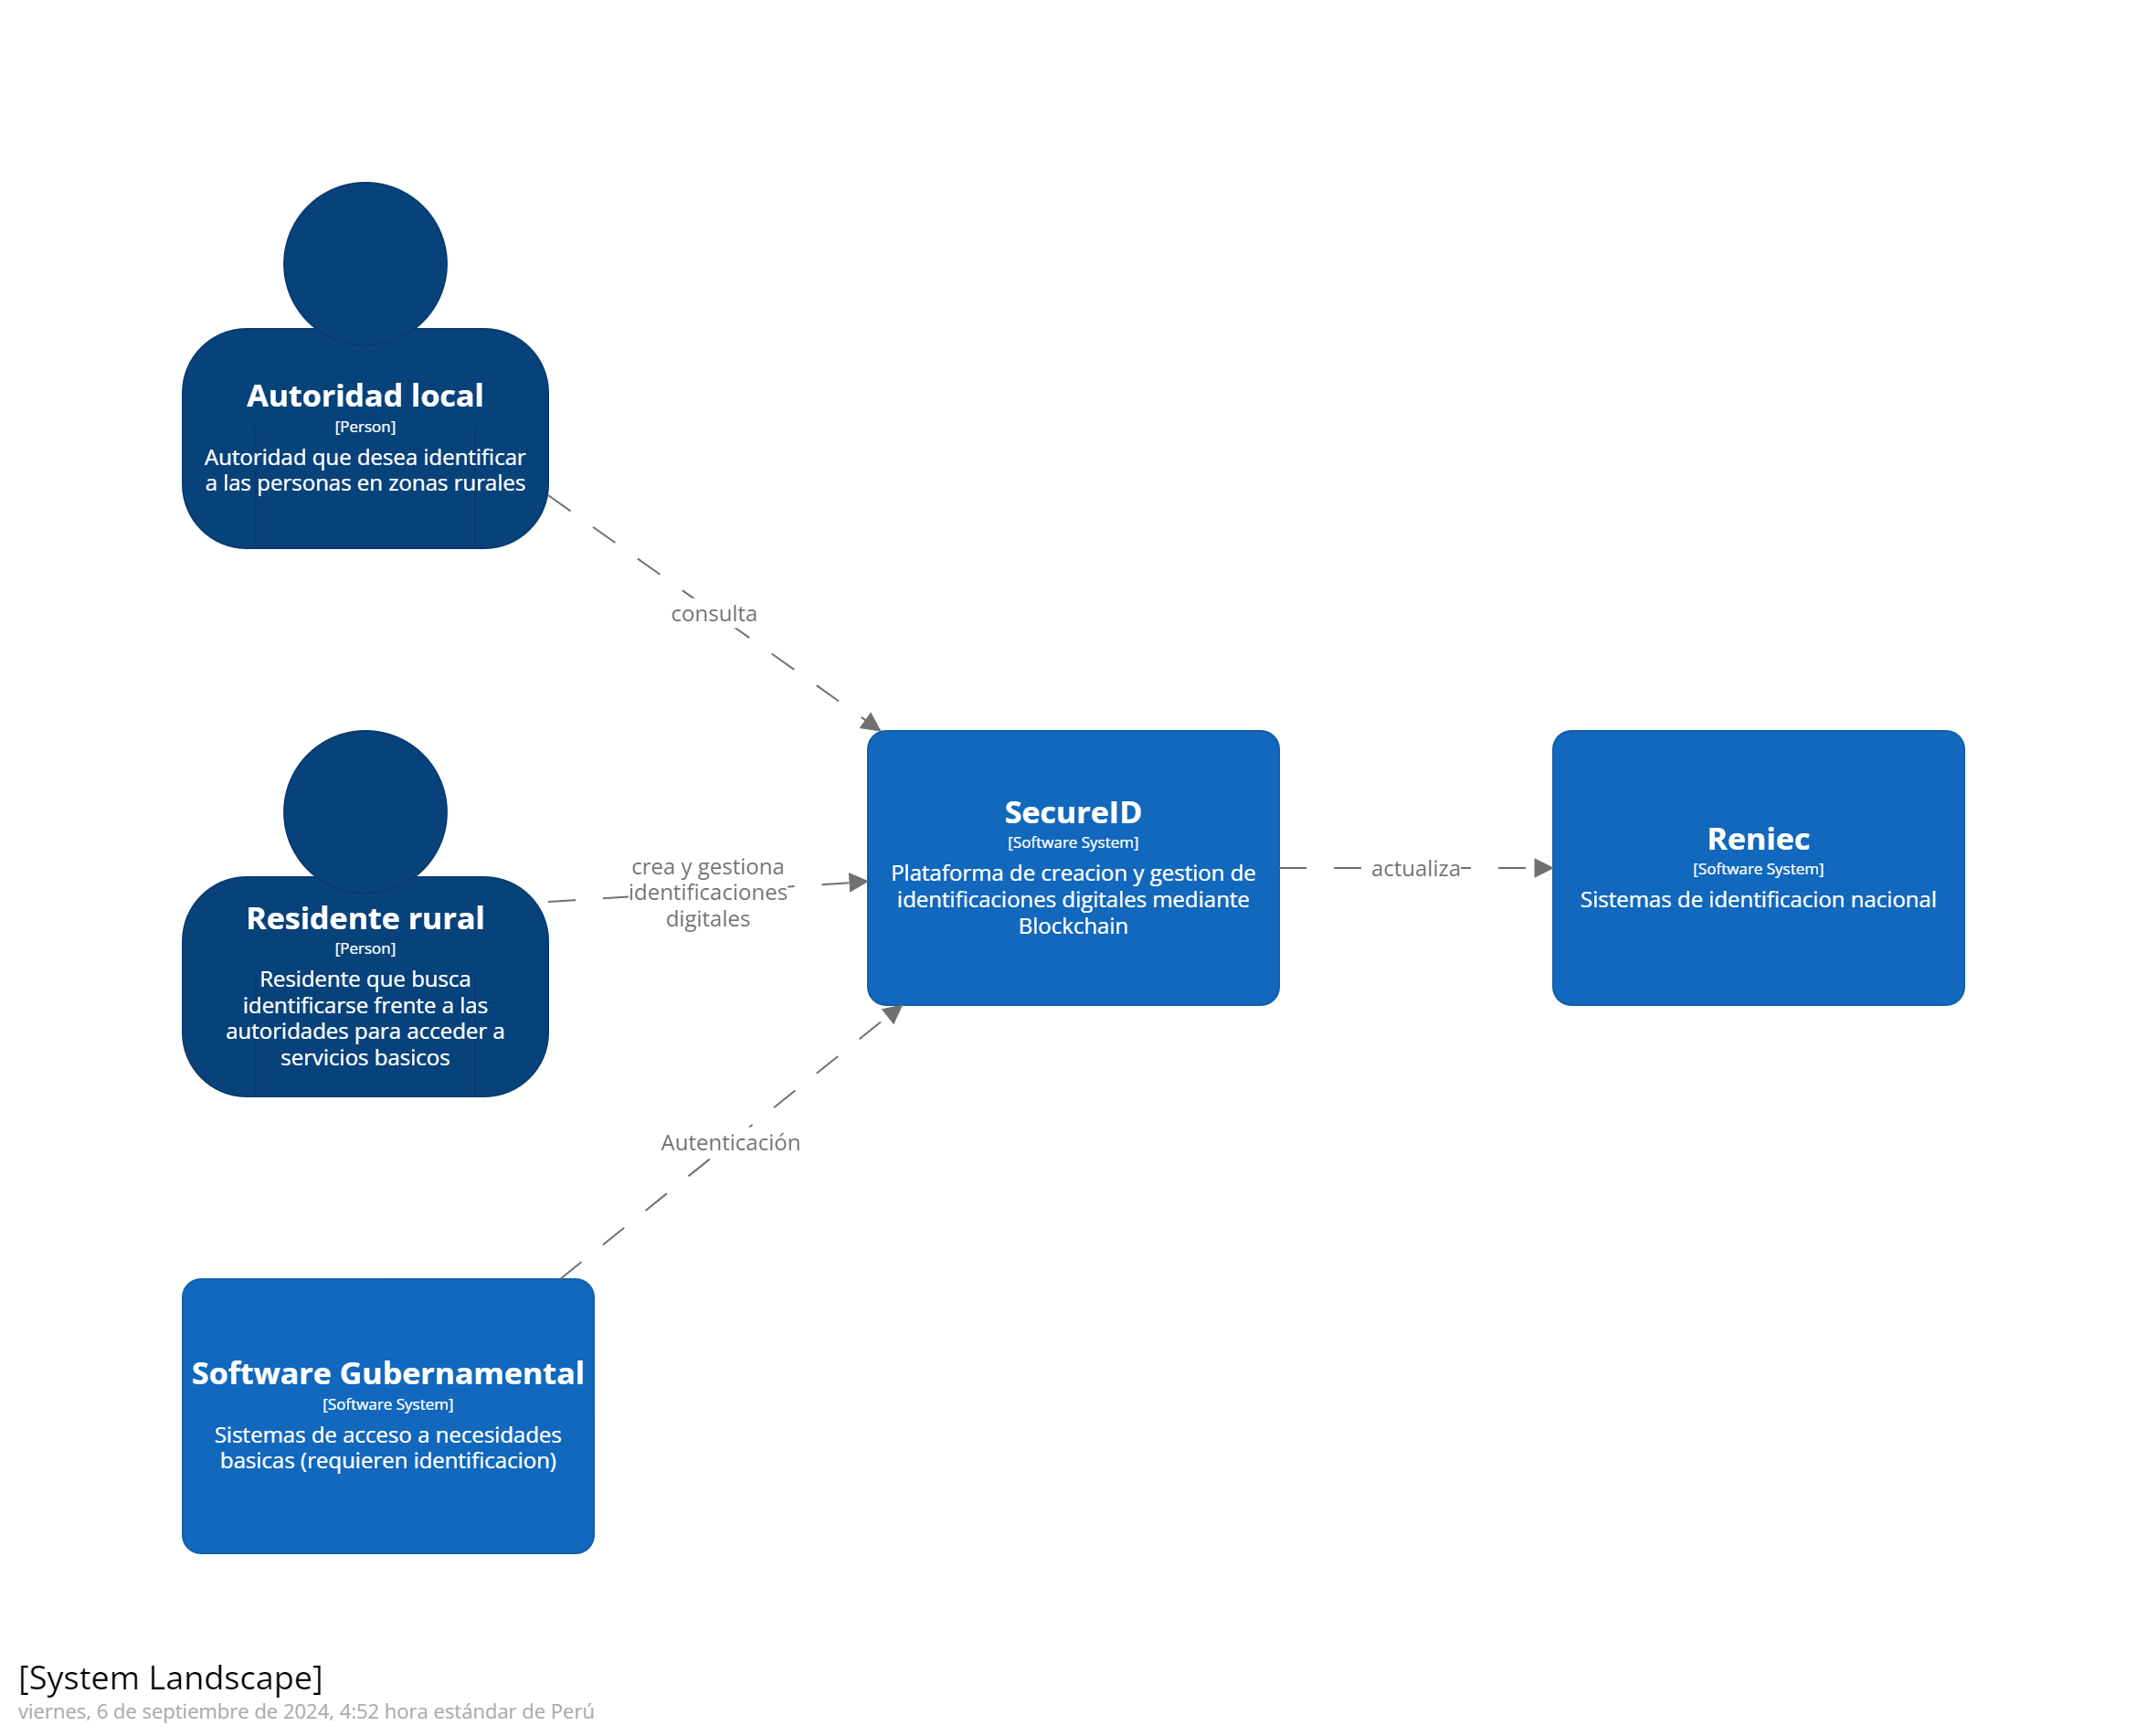 Autoridad local
[Person]
Autoridad que desea identificar
a las personas en zonas rurales
consulta
Residente rural
[Person]
Residente que busca
identificarse frente a las
autoridades para acceder a
servicios basicos
crea y gestiona
identificaciones
digitales
SecureID
[Software System]
Plataforma de creacion y gestion de
identificaciones digitales mediante
Blockchain
actualiza
Reniec
[Software System]
Sistemas de identificacion nacional
Autenticación
Software Gubernamental
[Software System]
Sistemas de acceso a necesidades
basicas (requieren identificacion)
[System Landscape]
viernes, 6 de septiembre de 2024, 4:52 hora estándar de Perú